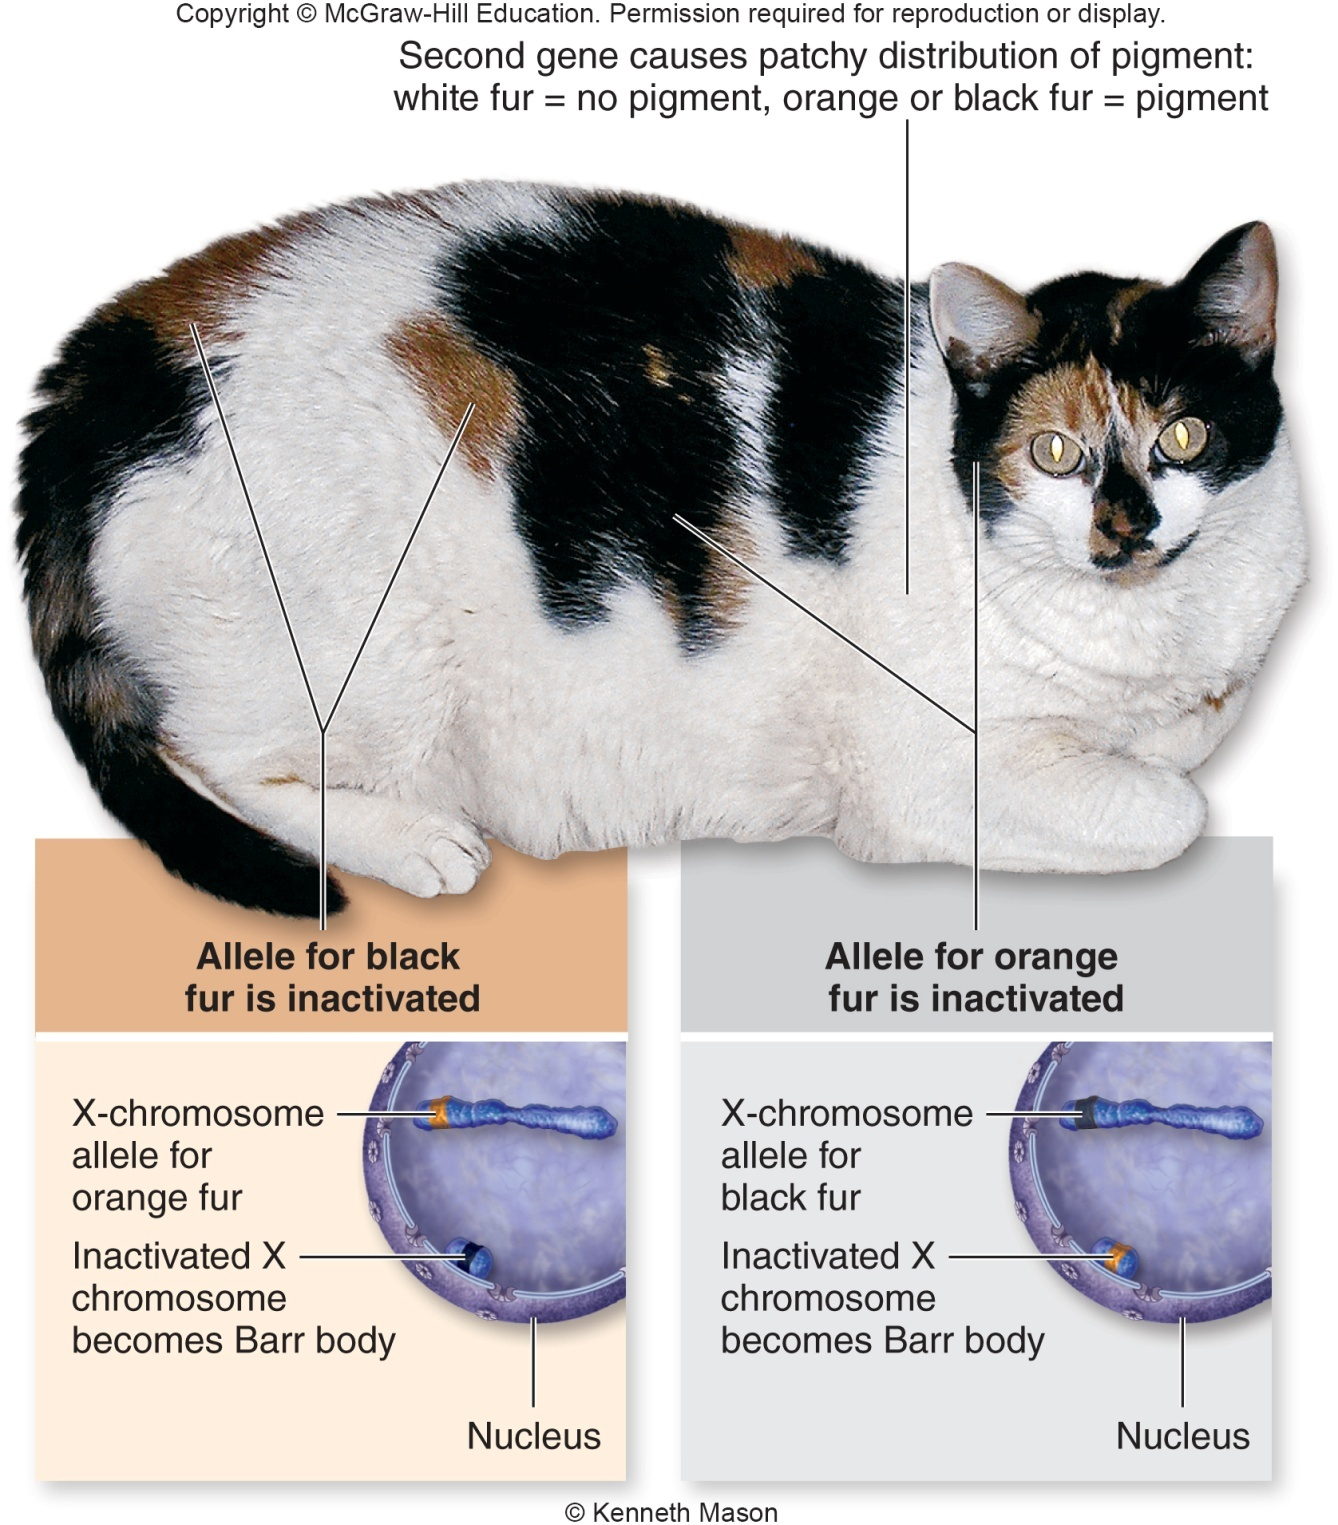 Copyright © McGraw-Hill Education. Permission required for reproduction or display.
Second gene causes patchy distribution of pigment:
white fur = no pigment, orange or black fur = pigment
Allele for black
fur is inactivated
X-chromosome
allele for
orange fur
Inactivated X
chromosome
becomes Barr body
Nucleus
Allele for orange
fur is inactivated
X-chromosome
allele for
black fur
Inactivated X
chromosome
becomes Barr body
Nucleus
© Kenneth Mason